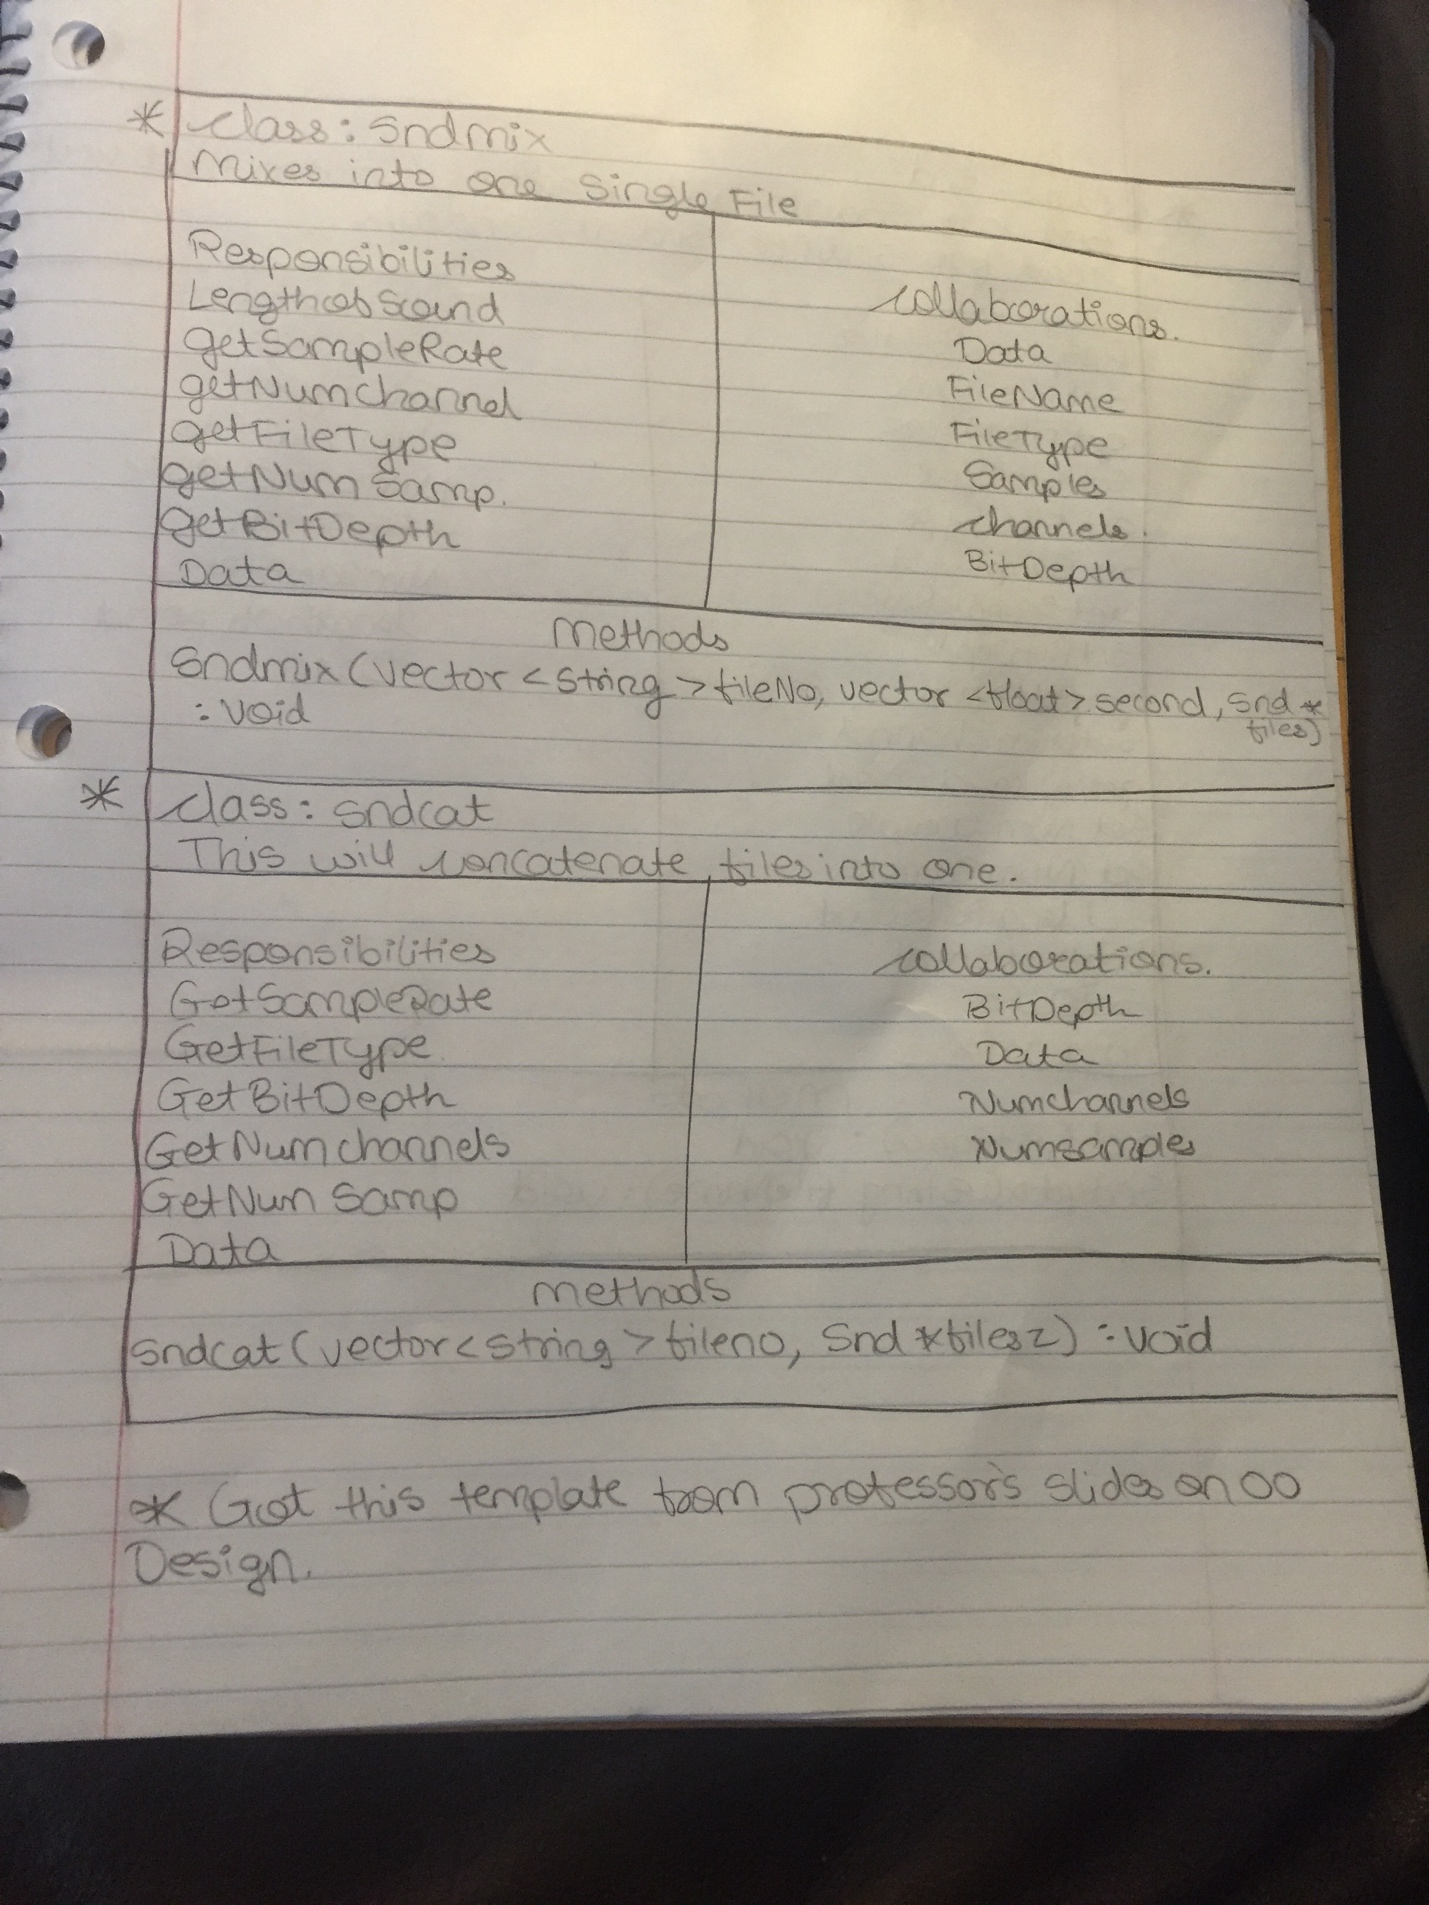 * Class: Sndmix
Mixes into one Single File
Responsibilities
LengthofSound
getSampleRate
getNumChannel
getFileType
getNum Samp.
getBitDepth
Data
Collaborations.
Data
FileName
FileType
Samples
Channels.
BitDepth
Methods
Sndmix (vector <string> fileNo, vector <float> second, Snd *
files)
: void
* Class: Sndcat
This will concatenate files into one.
Responsibilities
GetSampleRate
GetFileType
GetBitDepth
GetNumchannels
GetNum Samp
Data
Collaborations.
BitDepth
Data
Numchannels
Numsamples
Methods
Sndcat (vector <string> fileno, Snd *files2) : void
* Got this template from professor's slides on OO
Design.